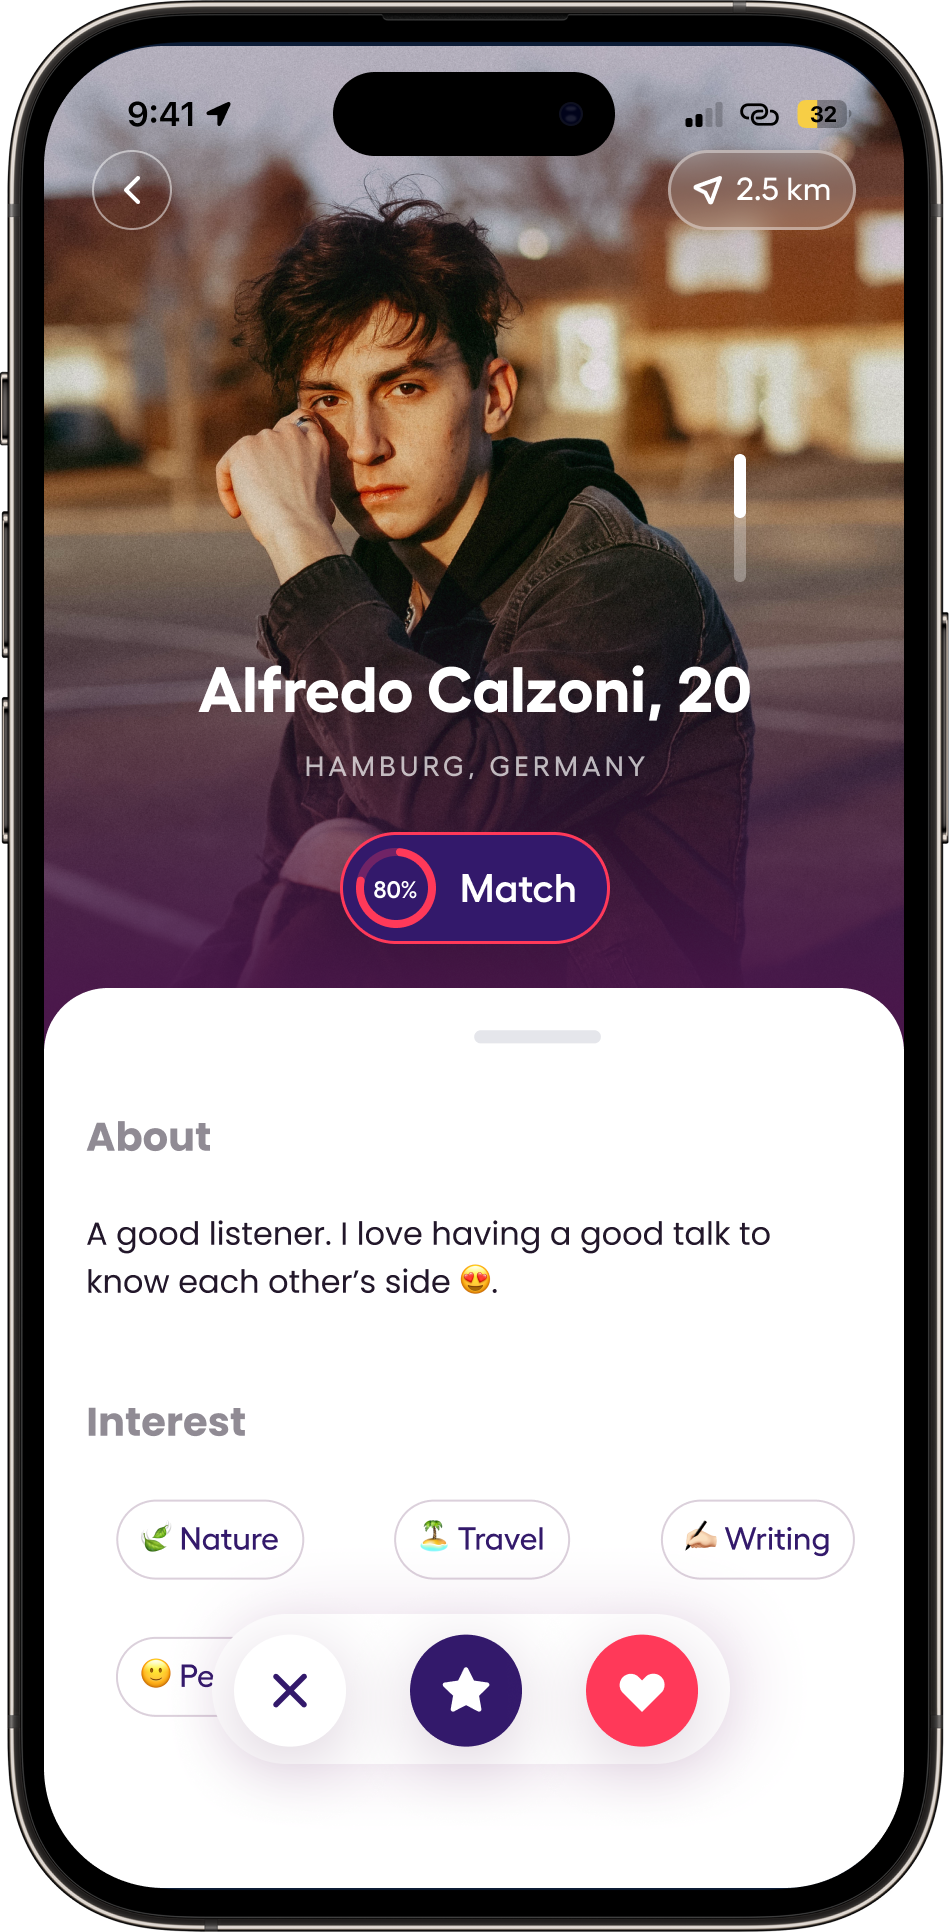 9:41
32
2.5 km
Alfredo Calzoni, 20
HAMBURG, GERMANY
80% Match
About
A good listener. I love having a good talk to
know each other’s side 😍.
Interest
Nature
Travel
Writing
Pe